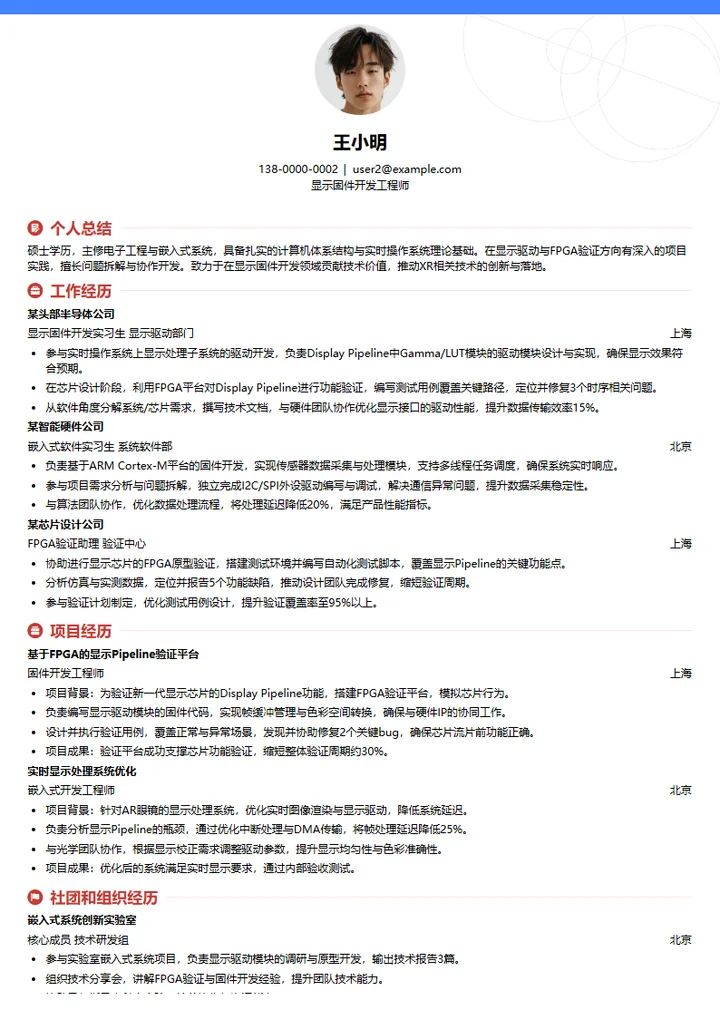 王小明
138-0000-0002 | user2@example.com
显示固件开发工程师
个人总结
硕士学历，主修电子工程与嵌入式系统，具备扎实的计算机体系结构与实时操作系统理论基础。在显示驱动与FPGA验证方向有深入的项目
实践，擅长问题拆解与协作开发。致力于在显示固件开发领域贡献技术价值，推动XR相关技术的创新与落地。
工作经历
某头部半导体公司
显示固件开发实习生 显示驱动部门 上海
• 参与实时操作系统上显示处理子系统的驱动开发，负责Display Pipeline中Gamma/LUT模块的驱动模块设计与实现，确保显示效果符
合预期。
• 在芯片设计阶段，利用FPGA平台对Display Pipeline进行功能验证，编写测试用例覆盖关键路径，定位并修复3个时序相关问题。
• 从软件角度分解系统/芯片需求，撰写技术文档，与硬件团队协作优化显示接口的驱动性能，提升数据传输效率15%。
某智能硬件公司
嵌入式软件实习生 系统软件部 北京
• 负责基于ARM Cortex-M平台的固件开发，实现传感器数据采集与处理模块，支持多线程任务调度，确保系统实时响应。
• 参与项目需求分析与问题拆解，独立完成I2C/SPI外设驱动编写与调试，解决通信异常问题，提升数据采集稳定性。
• 与算法团队协作，优化数据处理流程，将处理延迟降低20%，满足产品性能指标。
某芯片设计公司
FPGA验证助理 验证中心 上海
• 协助进行显示芯片的FPGA原型验证，搭建测试环境并编写自动化测试脚本，覆盖显示Pipeline的关键功能点。
• 分析仿真与实测数据，定位并报告5个功能缺陷，推动设计团队完成修复，缩短验证周期。
• 参与验证计划制定，优化测试用例设计，提升验证覆盖率至95%以上。
项目经历
基于FPGA的显示Pipeline验证平台
固件开发工程师 上海
• 项目背景：为验证新一代显示芯片的Display Pipeline功能，搭建FPGA验证平台，模拟芯片行为。
• 负责编写显示驱动模块的固件代码，实现帧缓冲管理与色彩空间转换，确保与硬件IP的协同工作。
• 设计并执行验证用例，覆盖正常与异常场景，发现并协助修复2个关键bug，确保芯片流片前功能正确。
• 项目成果：验证平台成功支撑芯片功能验证，缩短整体验证周期约30%。
实时显示处理系统优化
嵌入式开发工程师 北京
• 项目背景：针对AR眼镜的显示处理系统，优化实时图像渲染与显示驱动，降低系统延迟。
• 负责分析显示Pipeline的瓶颈，通过优化中断处理与DMA传输，将帧处理延迟降低25%。
• 与光学团队协作，根据显示校正需求调整驱动参数，提升显示均匀性与色彩准确性。
• 项目成果：优化后的系统满足实时显示要求，通过内部验收测试。
社团和组织经历
嵌入式系统创新实验室
核心成员 技术研发组 北京
• 参与实验室嵌入式系统项目，负责显示驱动模块的调研与原型开发，输出技术报告3篇。
• 组织技术分享会，讲解FPGA验证与固件开发经验，提升团队技术能力。